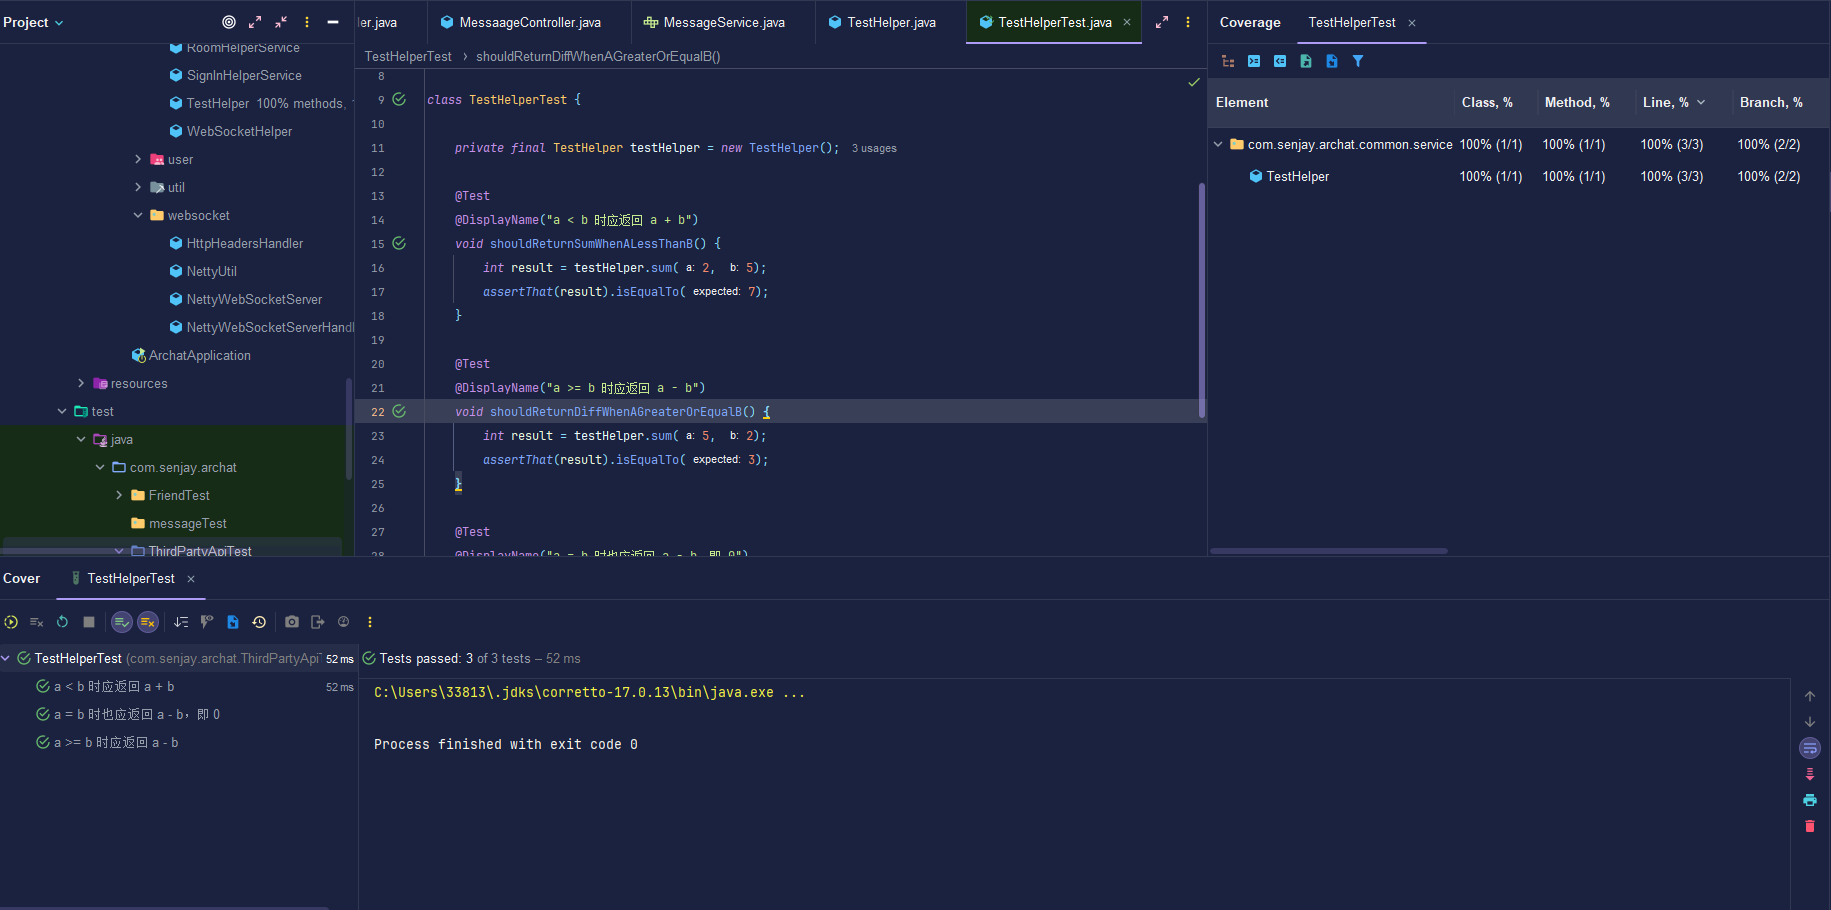 Project
ler.java
MessaageController.java
MessageService.java
TestHelper.java
TestHelperTest.java
Coverage
TestHelperTest
RoomHelperService
SignInHelperService
TestHelper 100% methods,
WebSocketHelper
user
util
websocket
HttpHeadersHandler
NettyUtil
NettyWebSocketServer
NettyWebSocketServerHandl
ArchatApplication
resources
test
java
com.senjay.archat
FriendTest
messageTest
ThirdPartyApiTest
TestHelperTest › shouldReturnDiffWhenAGreaterOrEqualB()
8
9 class TestHelperTest {
10
11 private final TestHelper testHelper = new TestHelper(); 3 usages
12
13 @Test
14 @DisplayName("a < b 时应返回 a + b")
15 void shouldReturnSumWhenALessThanB() {
16 int result = testHelper.sum( a: 2, b: 5);
17 assertThat(result).isEqualTo( expected: 7);
18 }
19
20 @Test
21 @DisplayName("a >= b 时应返回 a - b")
22 void shouldReturnDiffWhenAGreaterOrEqualB() {
23 int result = testHelper.sum( a: 5, b: 2);
24 assertThat(result).isEqualTo( expected: 3);
25 }
26
27 @Test
28 @DisplayName("a = b 时也应返回 a - b，即 0")
Element Class, % Method, % Line, % Branch, %
com.senjay.archat.common.service 100% (1/1) 100% (1/1) 100% (3/3) 100% (2/2)
TestHelper 100% (1/1) 100% (1/1) 100% (3/3) 100% (2/2)
Cover
TestHelperTest
TestHelperTest (com.senjay.archat.ThirdPartyApiT 52 ms
a < b 时应返回 a + b 52 ms
a = b 时也应返回 a - b，即 0
a >= b 时应返回 a - b
Tests passed: 3 of 3 tests – 52 ms
C:\Users\33813\.jdks\corretto-17.0.13\bin\java.exe ...
Process finished with exit code 0